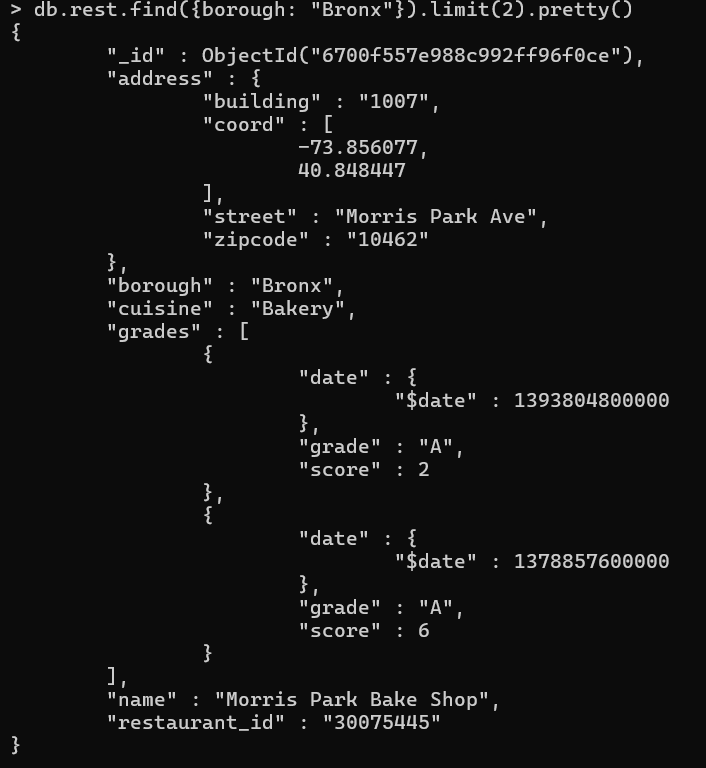 > db.rest.find({borough: "Bronx"}).limit(2).pretty()
{
        "_id" : ObjectId("6700f557e988c992ff96f0ce"),
        "address" : {
                "building" : "1007",
                "coord" : [
                        -73.856077,
                        40.848447
                ],
                "street" : "Morris Park Ave",
                "zipcode" : "10462"
        },
        "borough" : "Bronx",
        "cuisine" : "Bakery",
        "grades" : [
                {
                        "date" : {
                                "$date" : 1393804800000
                        },
                        "grade" : "A",
                        "score" : 2
                },
                {
                        "date" : {
                                "$date" : 1378857600000
                        },
                        "grade" : "A",
                        "score" : 6
                }
        ],
        "name" : "Morris Park Bake Shop",
        "restaurant_id" : "30075445"
}